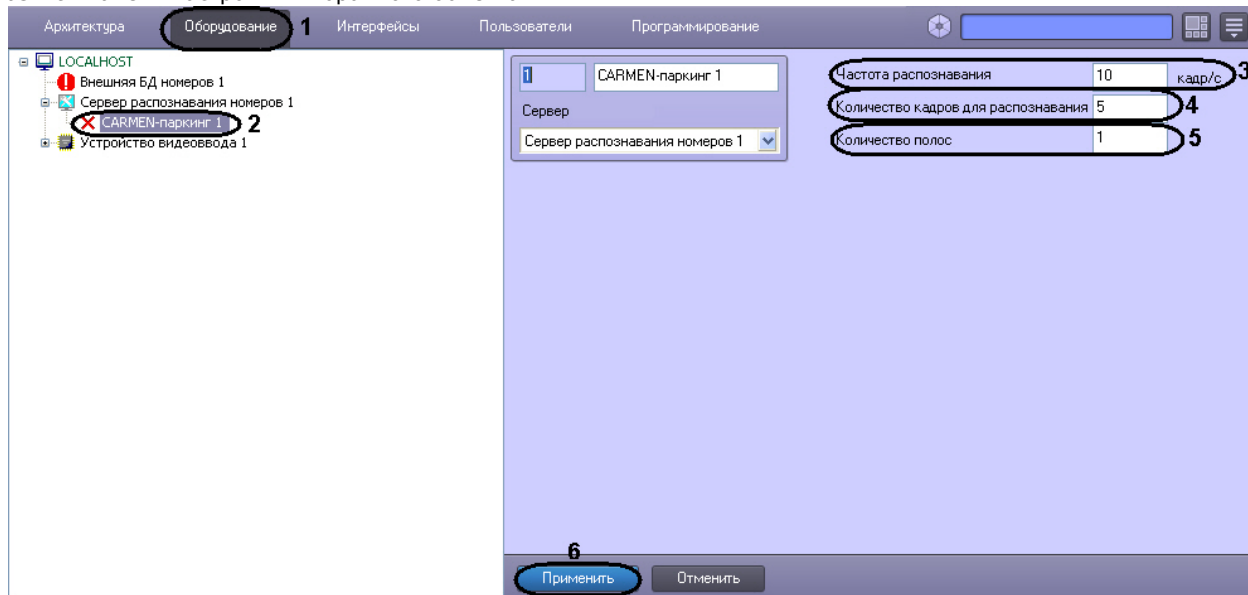 Архитектура Оборудование 1 Интерфейсы Пользователи Программирование
LOCALHOST
Внешняя БД номеров 1
Сервер распознавания номеров 1
CARMEN-паркинг 1 2
Устройство видеоввода 1
1 CARMEN-паркинг 1
Сервер
Сервер распознавания номеров 1
Частота распознавания 10 кадр/с 3
Количество кадров для распознавания 5 4
Количество полос 1 5
6
Применить Отменить